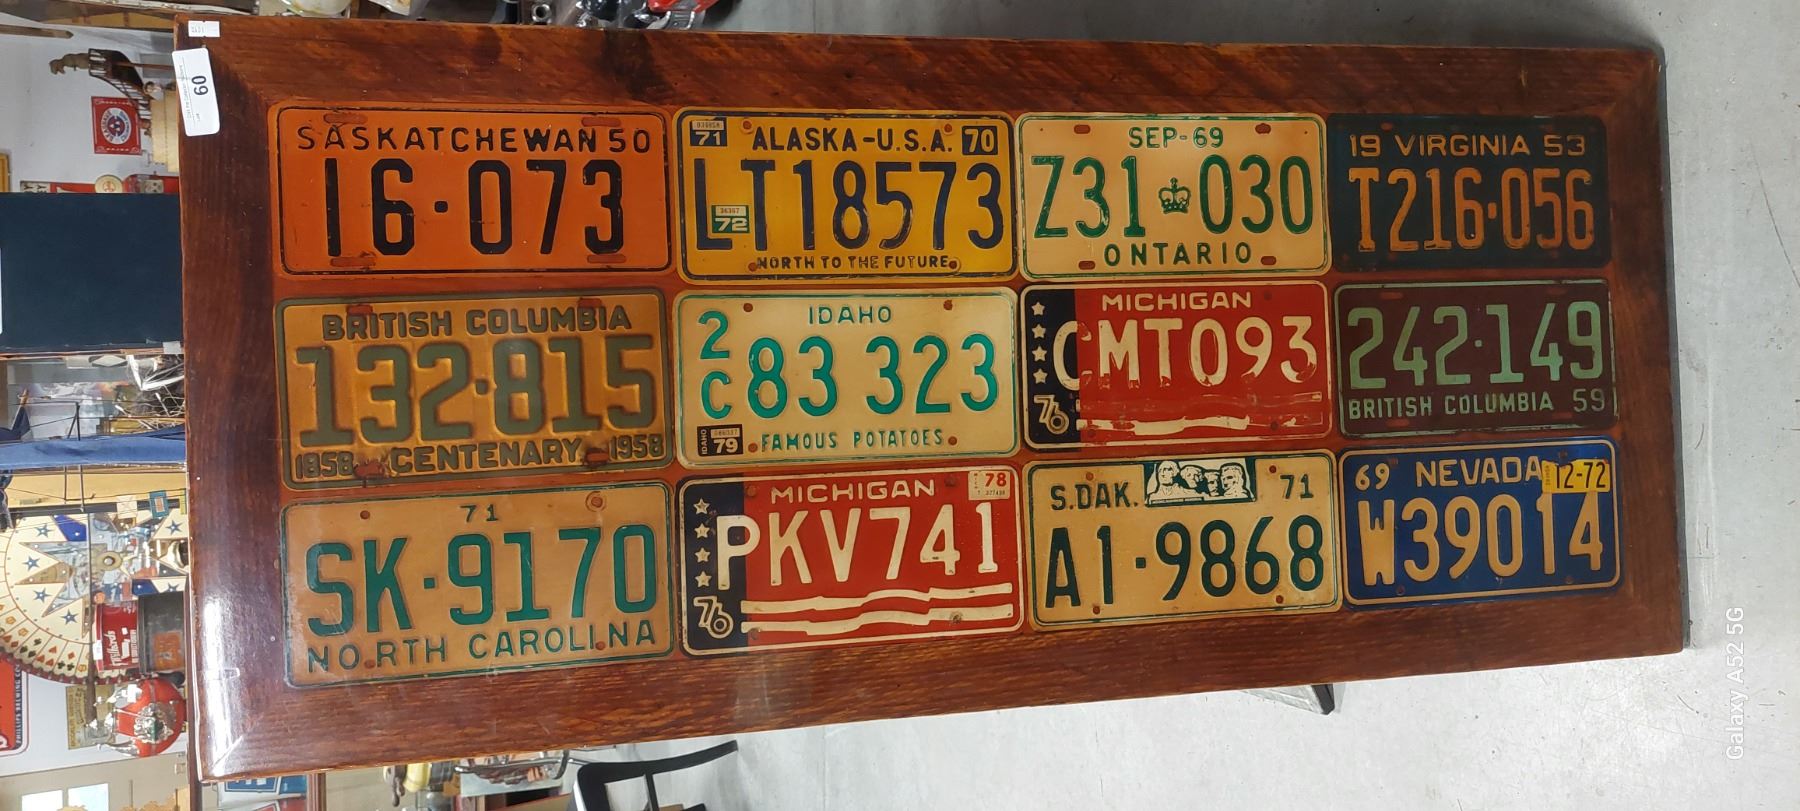 60
SASKATCHEWAN 50
16·073
71
ALASKA-U.S.A. 70
LT18573
72
NORTH TO THE FUTURE
SEP-69
Z31 030
ONTARIO
19 VIRGINIA 53
T216·056
BRITISH COLUMBIA
132·815
1858 CENTENARY 1958
IDAHO
2C 83 323
IDAHO 79
FAMOUS POTATOES
MICHIGAN
CMT093
76
242·149
BRITISH COLUMBIA 59
71
SK·9170
NORTH CAROLINA
MICHIGAN 78
PKV741
76
S.DAK. 71
A1·9868
69 NEVADA 12-72
W39014
Galaxy A52 5G